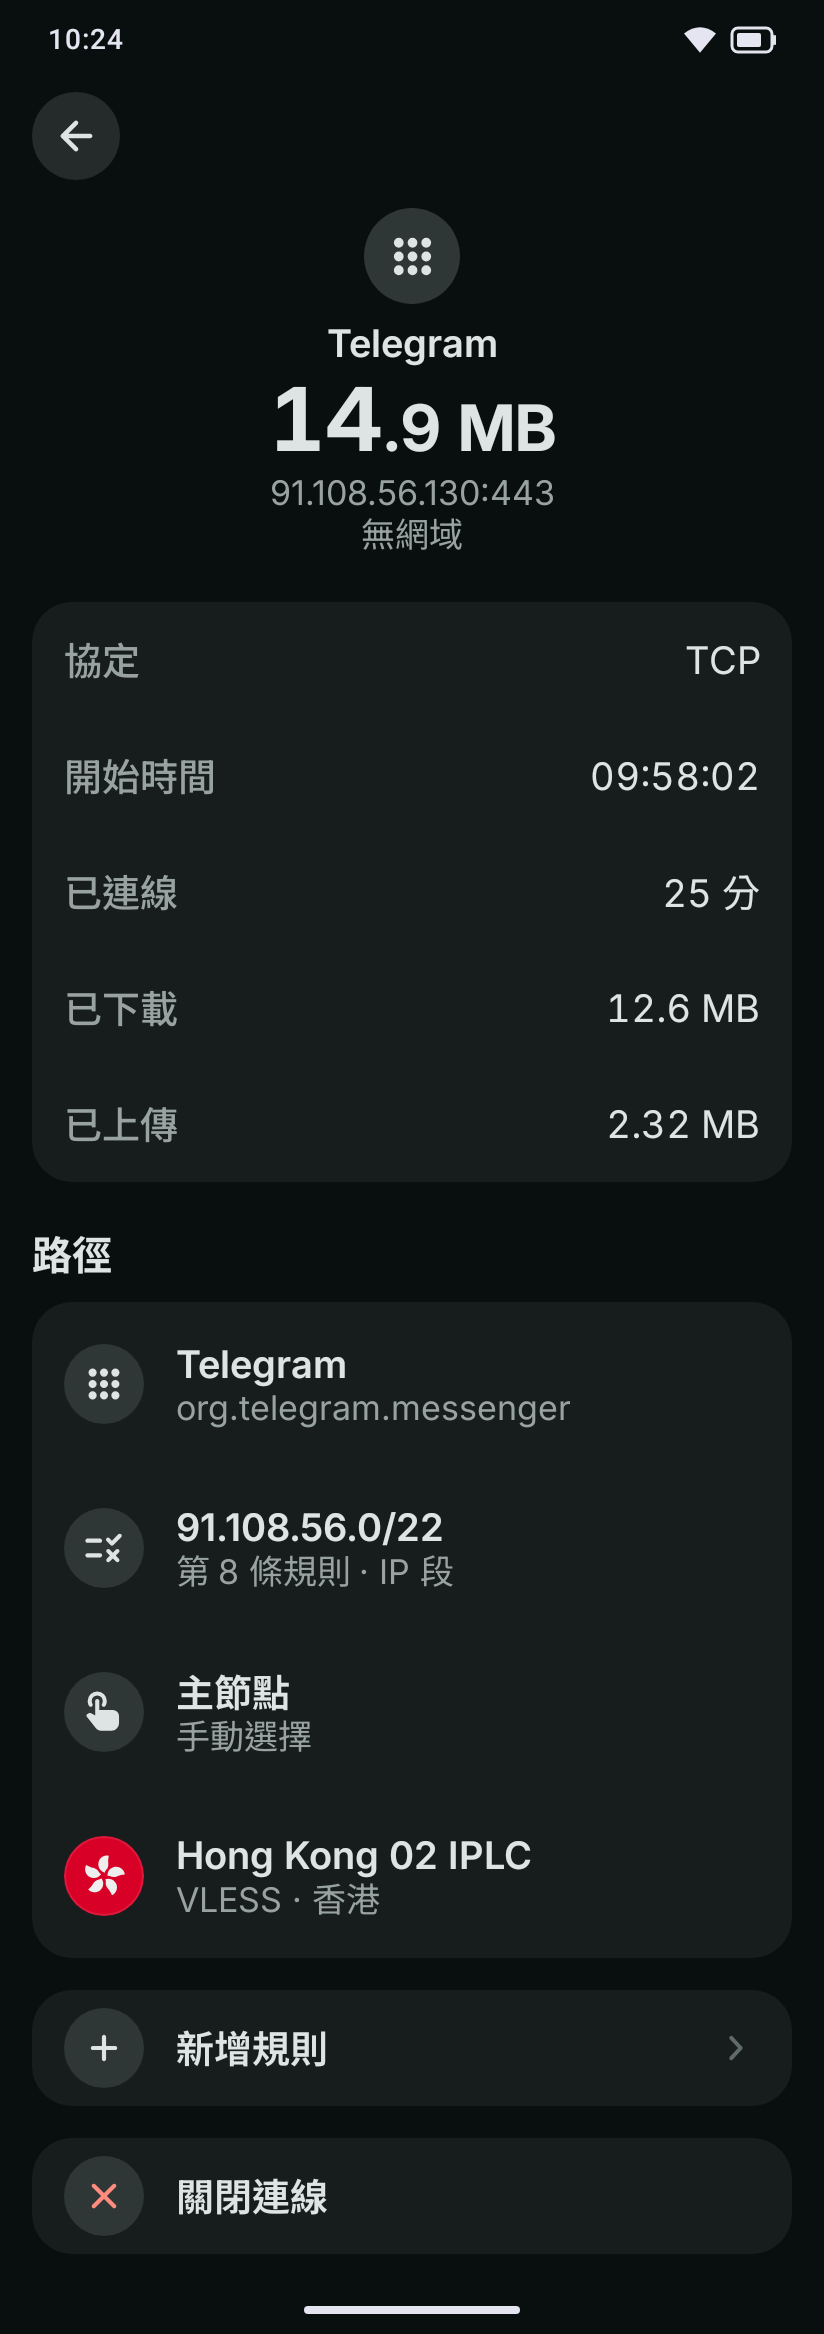 10:24
Telegram
14.9 MB
91.108.56.130:443
無網域
協定 TCP
開始時間 09:58:02
已連線 25 分
已下載 12.6 MB
已上傳 2.32 MB
路徑
Telegram
org.telegram.messenger
91.108.56.0/22
第 8 條規則 · IP 段
主節點
手動選擇
Hong Kong 02 IPLC
VLESS · 香港
新增規則
關閉連線